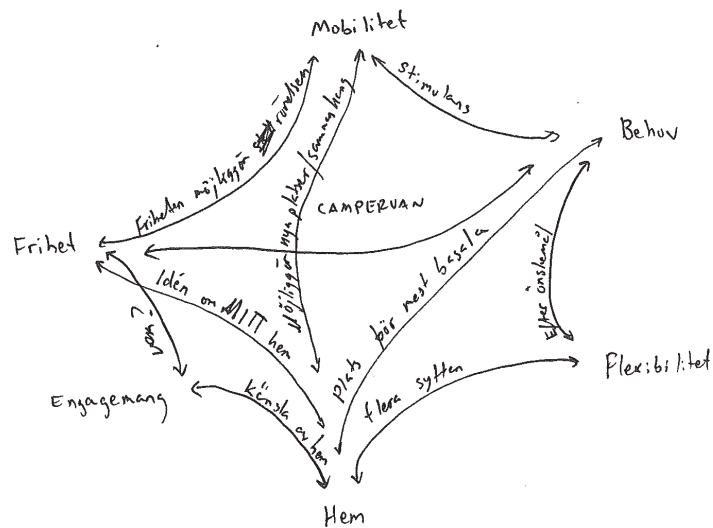 Mobilitet
Stimulans
Behov
Friheten möjliggör rörelsen
Möjliggör nya platser/sammanhang
CAMPERVAN
Frihet
Idén om MITT hem
Plats för mest basala
Efter önskemål
vem?
Flexibilitet
Engagemang
Känsla av hem
flera syften
Hem